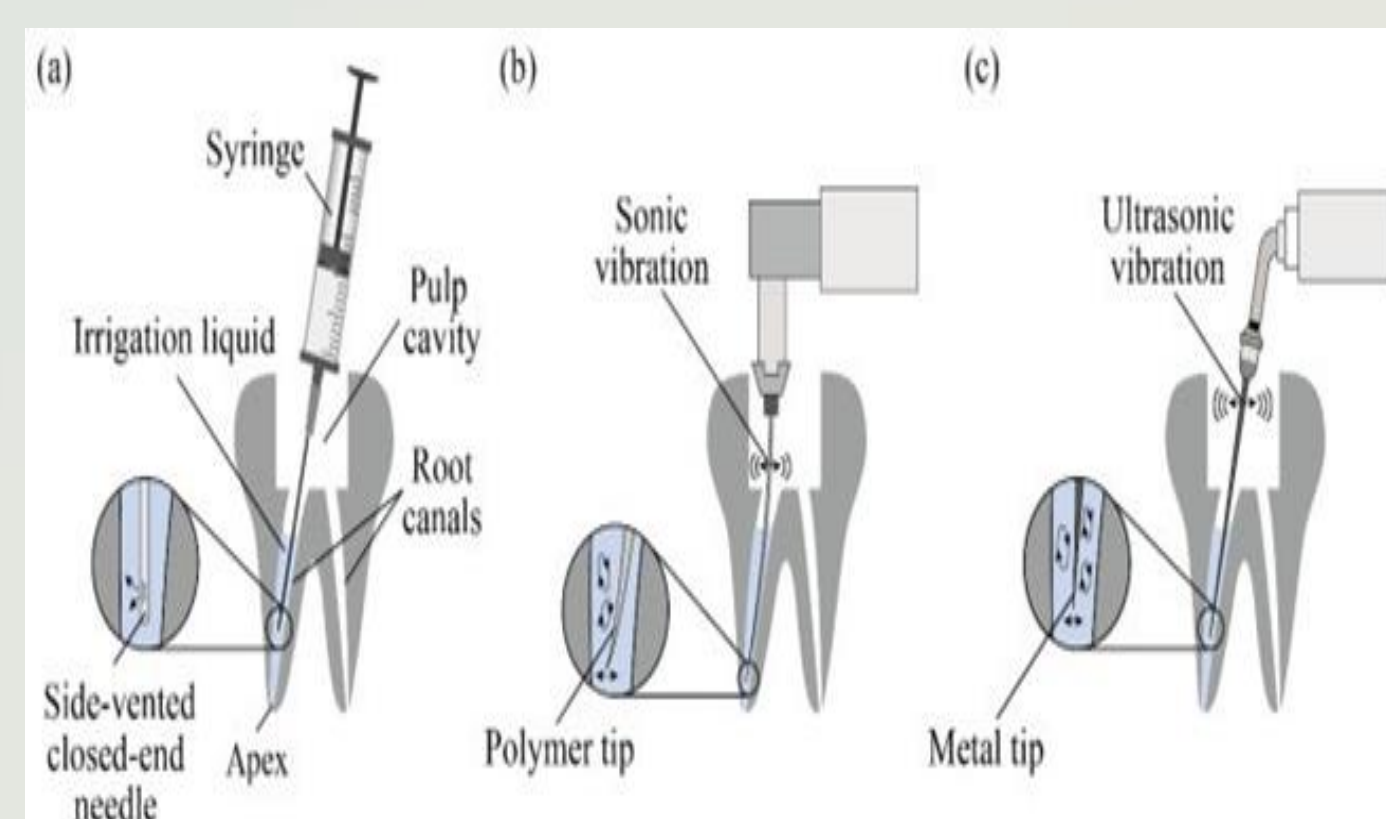 (a)
Syringe
Irrigation liquid
Pulp
cavity
Root
canals
Side-vented
closed-end
needle
Apex
(b)
Sonic
vibration
Polymer tip
(c)
Ultrasonic
vibration
Metal tip